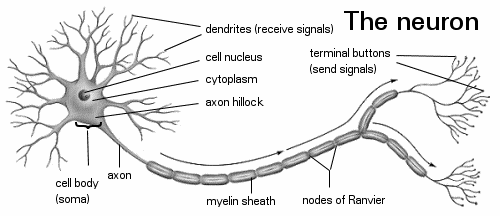 The neuron
dendrites (receive signals)
cell nucleus
cytoplasm
axon hillock
terminal buttons
(send signals)
cell body
(soma)
axon
myelin sheath
nodes of Ranvier